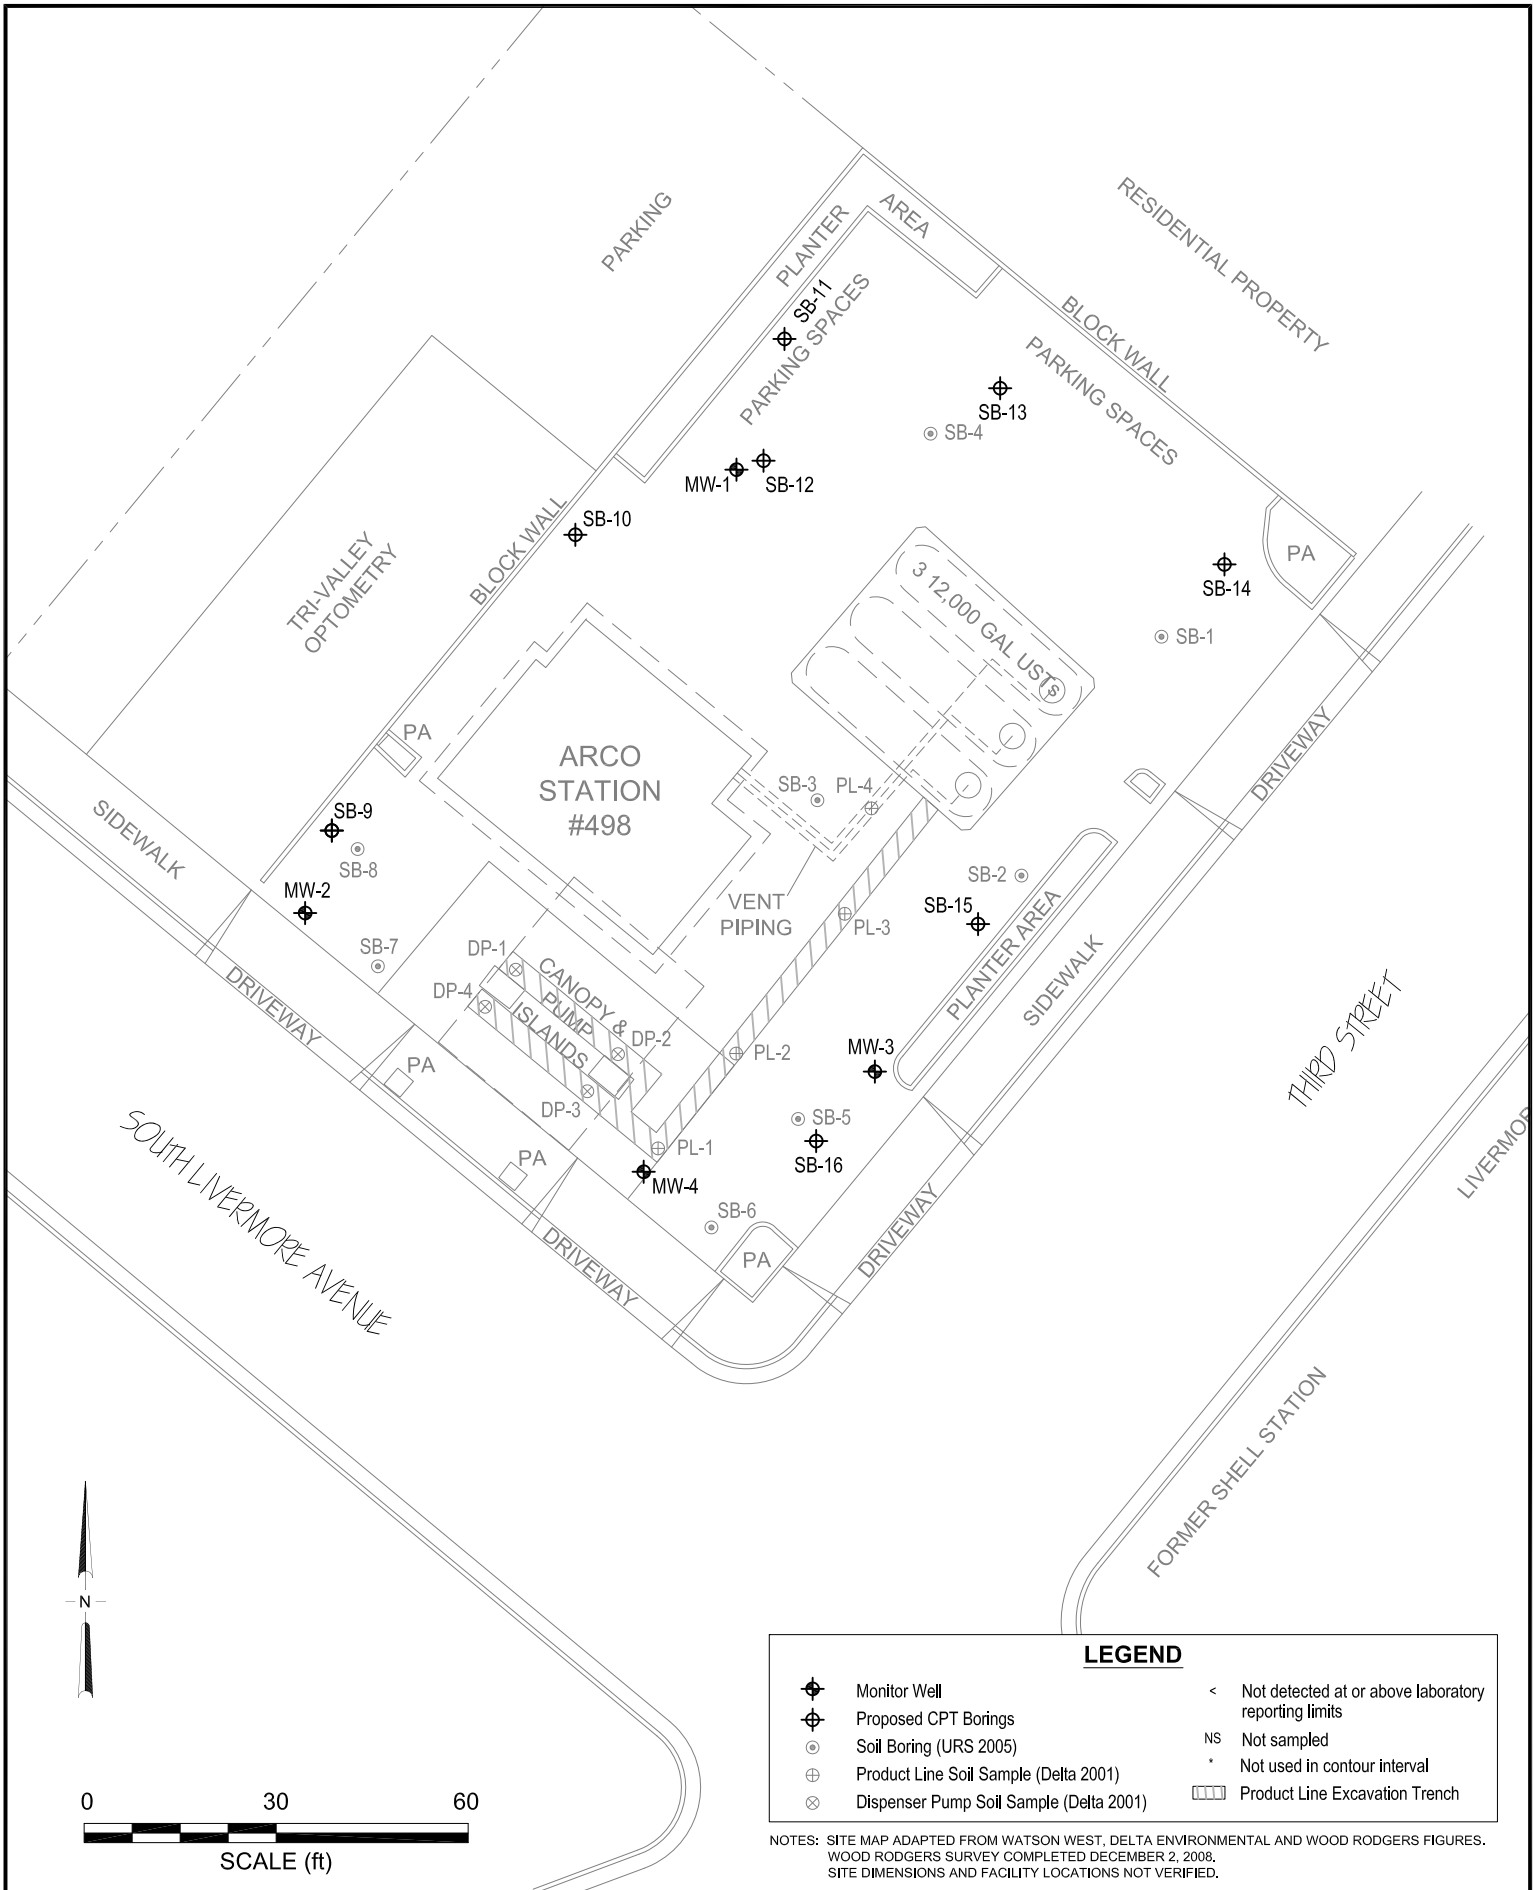 PARKING
PLANTER
AREA
RESIDENTIAL PROPERTY
SB-11
PARKING SPACES
BLOCK WALL
PARKING SPACES
SB-13
SB-4
MW-1
SB-12
SB-10
BLOCK WALL
TRI-VALLEY
OPTOMETRY
3 12,000 GAL USTs
PA
SB-14
SB-1
PA
ARCO
STATION
#498
SB-3
PL-4
DRIVEWAY
SIDEWALK
SB-9
SB-8
MW-2
SB-2
SB-15
VENT
PIPING
PL-3
PLANTER AREA
SIDEWALK
SB-7
DP-1
DP-4
CANOPY &
PUMP
ISLANDS
DP-2
DP-3
DRIVEWAY
PL-2
MW-3
THIRD STREET
PA
SB-5
SB-16
PL-1
MW-4
PA
SB-6
PA
DRIVEWAY
DRIVEWAY
SOUTH LIVERMORE AVENUE
LIVERMOR
FORMER SHELL STATION
N
0 30 60
SCALE (ft)
LEGEND
Monitor Well
Proposed CPT Borings
Soil Boring (URS 2005)
Product Line Soil Sample (Delta 2001)
Dispenser Pump Soil Sample (Delta 2001)
< Not detected at or above laboratory
reporting limits
NS Not sampled
* Not used in contour interval
Product Line Excavation Trench
NOTES: SITE MAP ADAPTED FROM WATSON WEST, DELTA ENVIRONMENTAL AND WOOD RODGERS FIGURES.
WOOD RODGERS SURVEY COMPLETED DECEMBER 2, 2008.
SITE DIMENSIONS AND FACILITY LOCATIONS NOT VERIFIED.